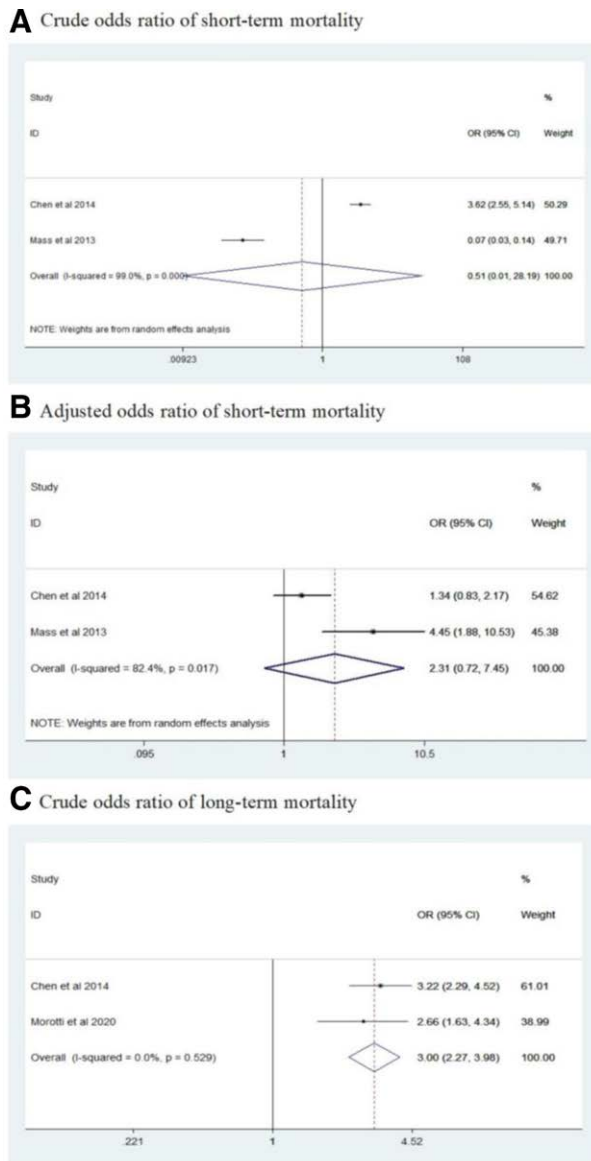 A Crude odds ratio of short-term mortality
Study %
ID OR (95% CI) Weight
Chen et al 2014 3.62 (2.55, 5.14) 50.29
Mass et al 2013 0.07 (0.03, 0.14) 49.71
Overall (I-squared = 99.0%, p = 0.000) 0.51 (0.01, 28.19) 100.00
NOTE: Weights are from random effects analysis
.00923 1 108
B Adjusted odds ratio of short-term mortality
Study %
ID OR (95% CI) Weight
Chen et al 2014 1.34 (0.83, 2.17) 54.62
Mass et al 2013 4.45 (1.88, 10.53) 45.38
Overall (I-squared = 82.4%, p = 0.017) 2.31 (0.72, 7.45) 100.00
NOTE: Weights are from random effects analysis
.095 1 10.5
C Crude odds ratio of long-term mortality
Study %
ID OR (95% CI) Weight
Chen et al 2014 3.22 (2.29, 4.52) 61.01
Morotti et al 2020 2.66 (1.63, 4.34) 38.99
Overall (I-squared = 0.0%, p = 0.529) 3.00 (2.27, 3.98) 100.00
.221 1 4.52